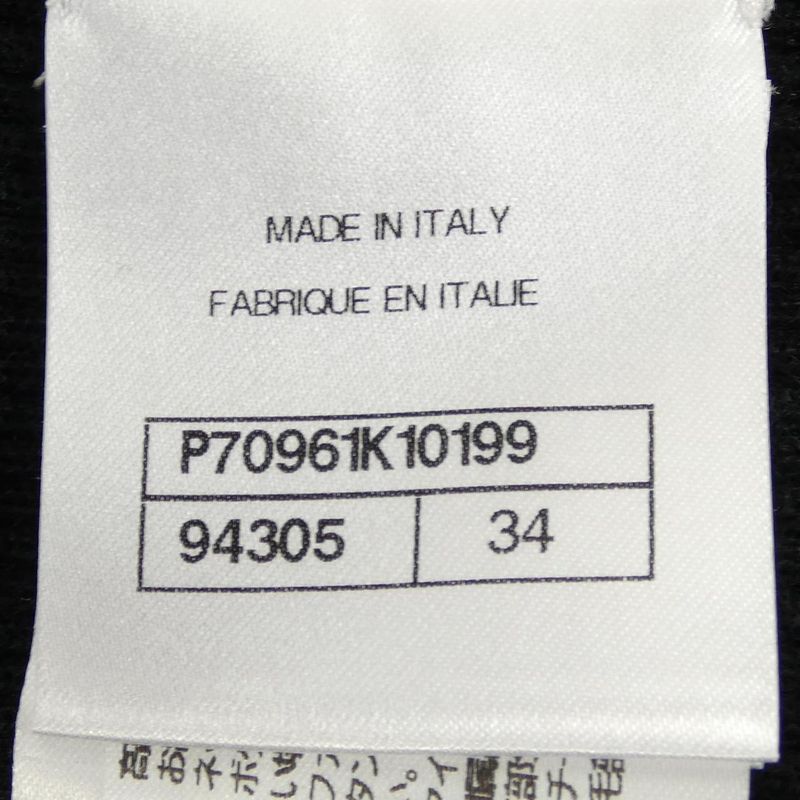 MADE IN ITALY
FABRIQUE EN ITALIE
P70961K10199
94305 34